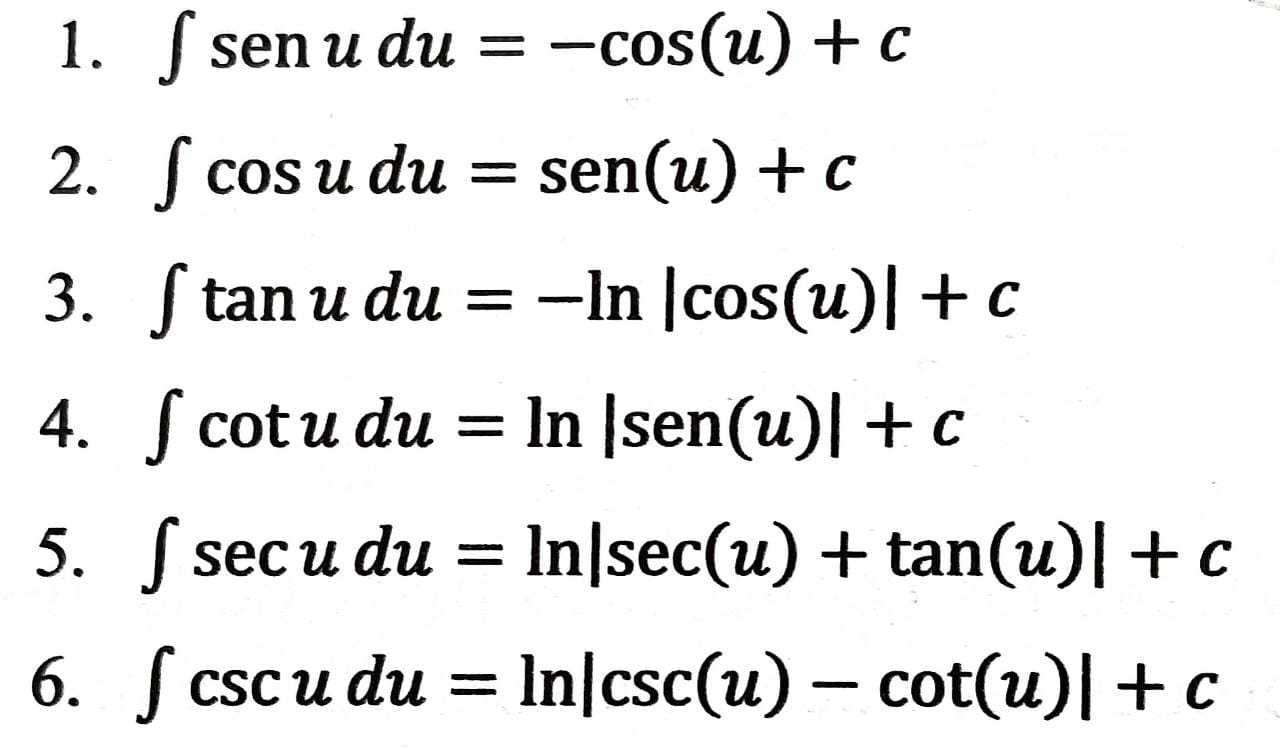 1. ∫ sen u du = −cos(u) + c
2. ∫ cos u du = sen(u) + c
3. ∫ tan u du = −ln |cos(u)| + c
4. ∫ cot u du = ln |sen(u)| + c
5. ∫ sec u du = ln|sec(u) + tan(u)| + c
6. ∫ csc u du = ln|csc(u) − cot(u)| + c